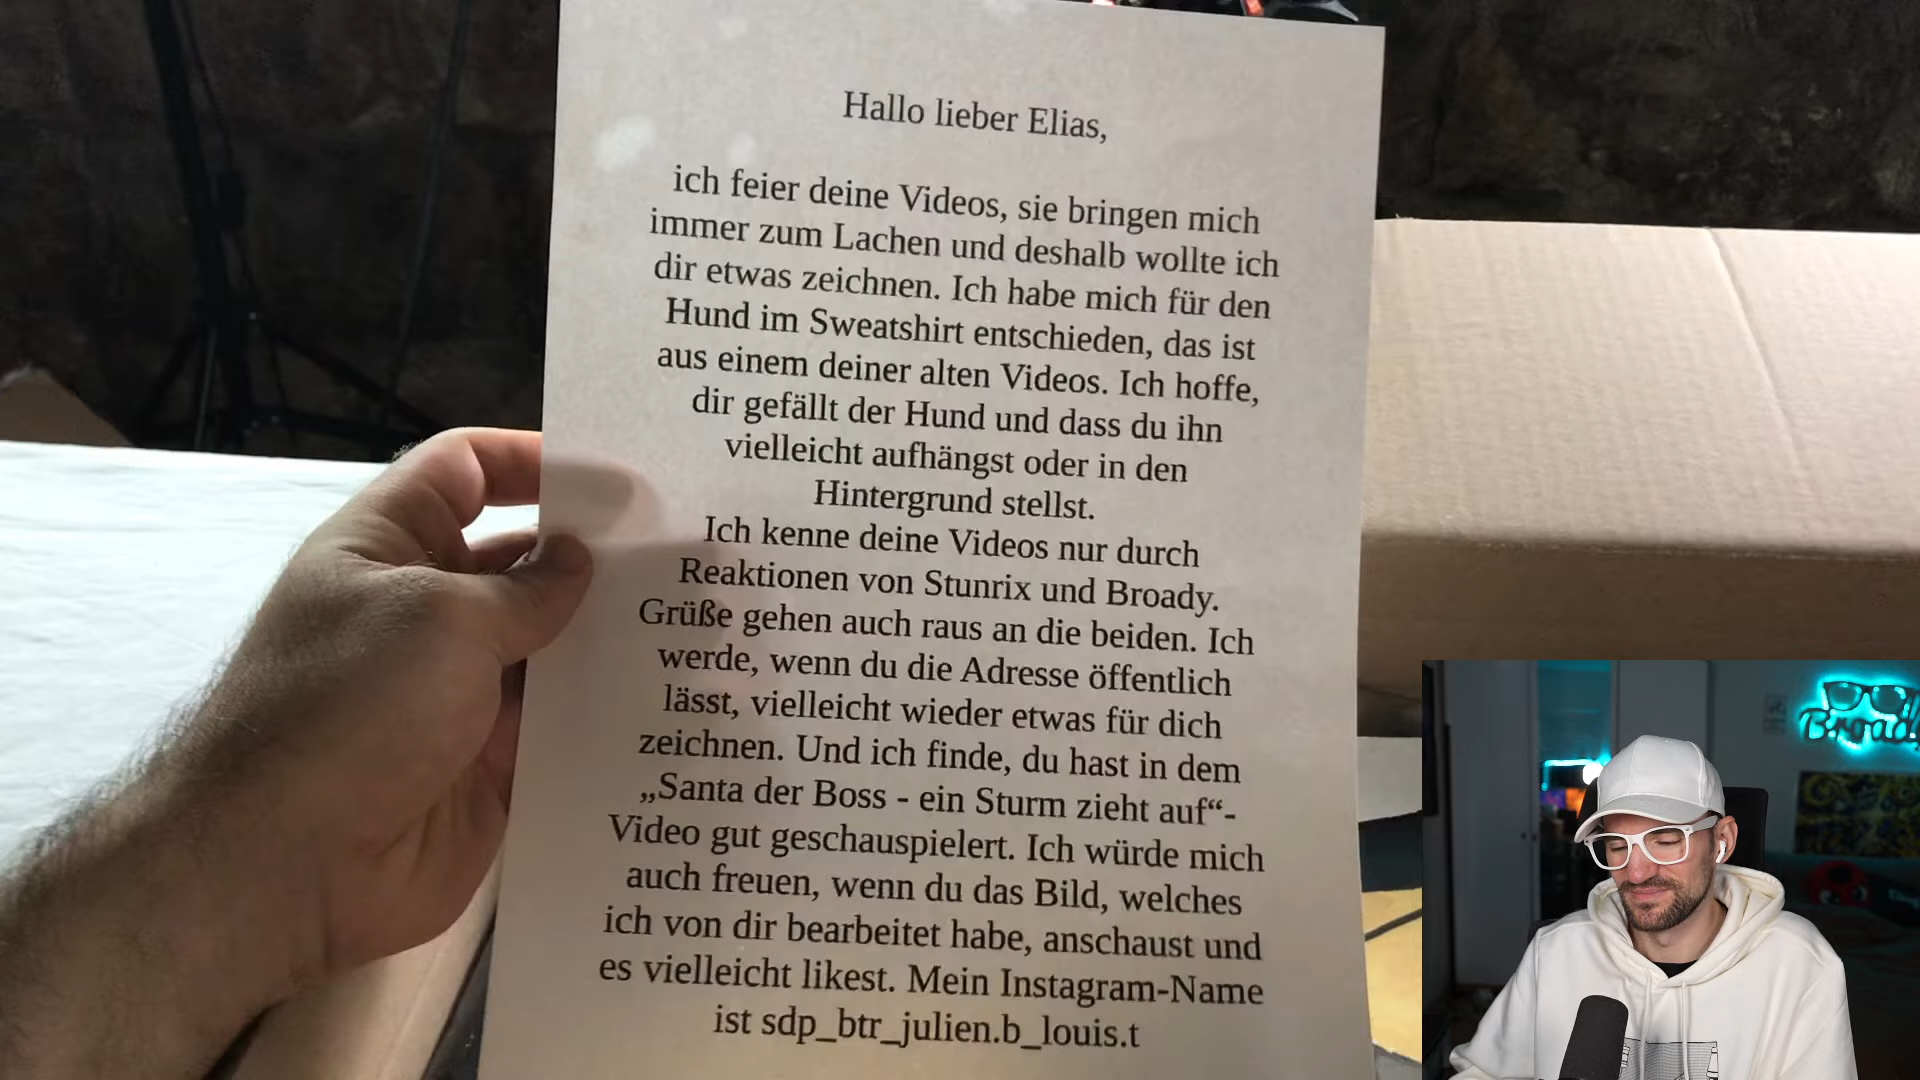 Hallo lieber Elias,
ich feier deine Videos, sie bringen mich
immer zum Lachen und deshalb wollte ich
dir etwas zeichnen. Ich habe mich für den
Hund im Sweatshirt entschieden, das ist
aus einem deiner alten Videos. Ich hoffe,
dir gefällt der Hund und dass du ihn
vielleicht aufhängst oder in den
Hintergrund stellst.
Ich kenne deine Videos nur durch
Reaktionen von Stunrix und Broady.
Grüße gehen auch raus an die beiden. Ich
werde, wenn du die Adresse öffentlich
lässt, vielleicht wieder etwas für dich
zeichnen. Und ich finde, du hast in dem
„Santa der Boss - ein Sturm zieht auf“-
Video gut geschauspielert. Ich würde mich
auch freuen, wenn du das Bild, welches
ich von dir bearbeitet habe, anschaust und
es vielleicht likest. Mein Instagram-Name
ist sdp_btr_julien.b_louis.t